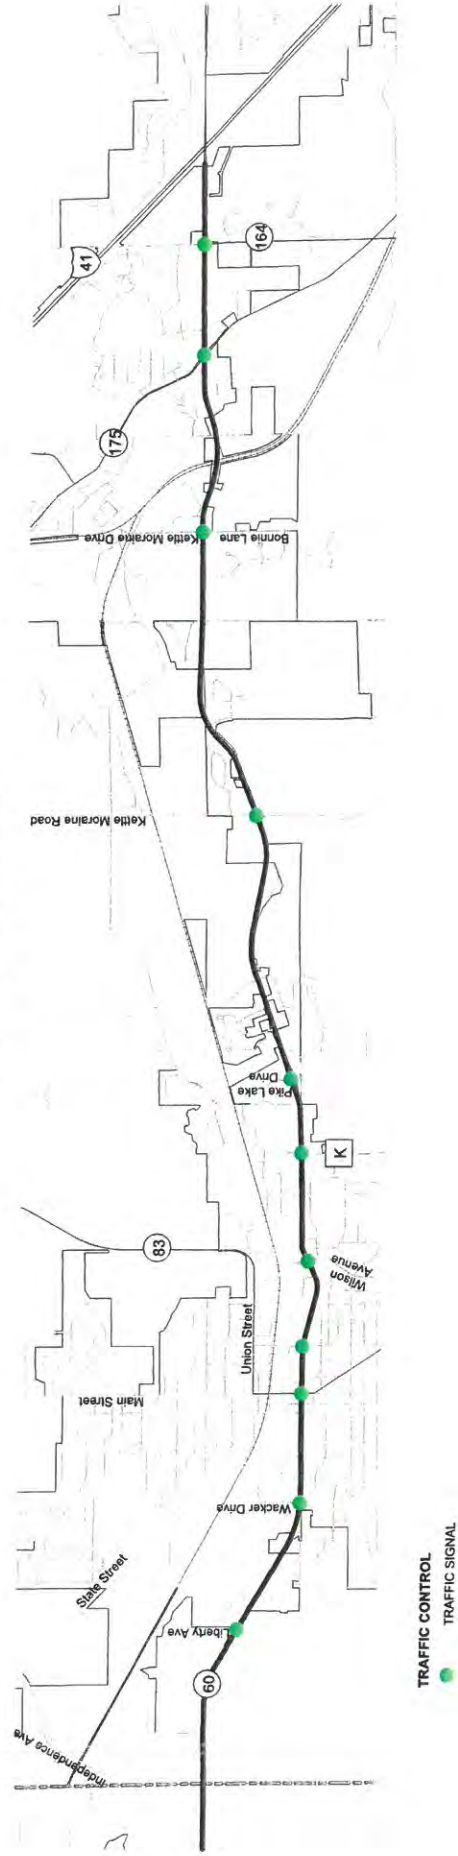 41
164
175
Kettle Moraine Drive
Bonnie Lane
Kettle Moraine Road
Pike Lake
Drive
K
83
Wilson
Avenue
Union Street
Main Street
Wacker Drive
State Street
Liberty Ave
60
Independence Ave
TRAFFIC CONTROL
TRAFFIC SIGNAL